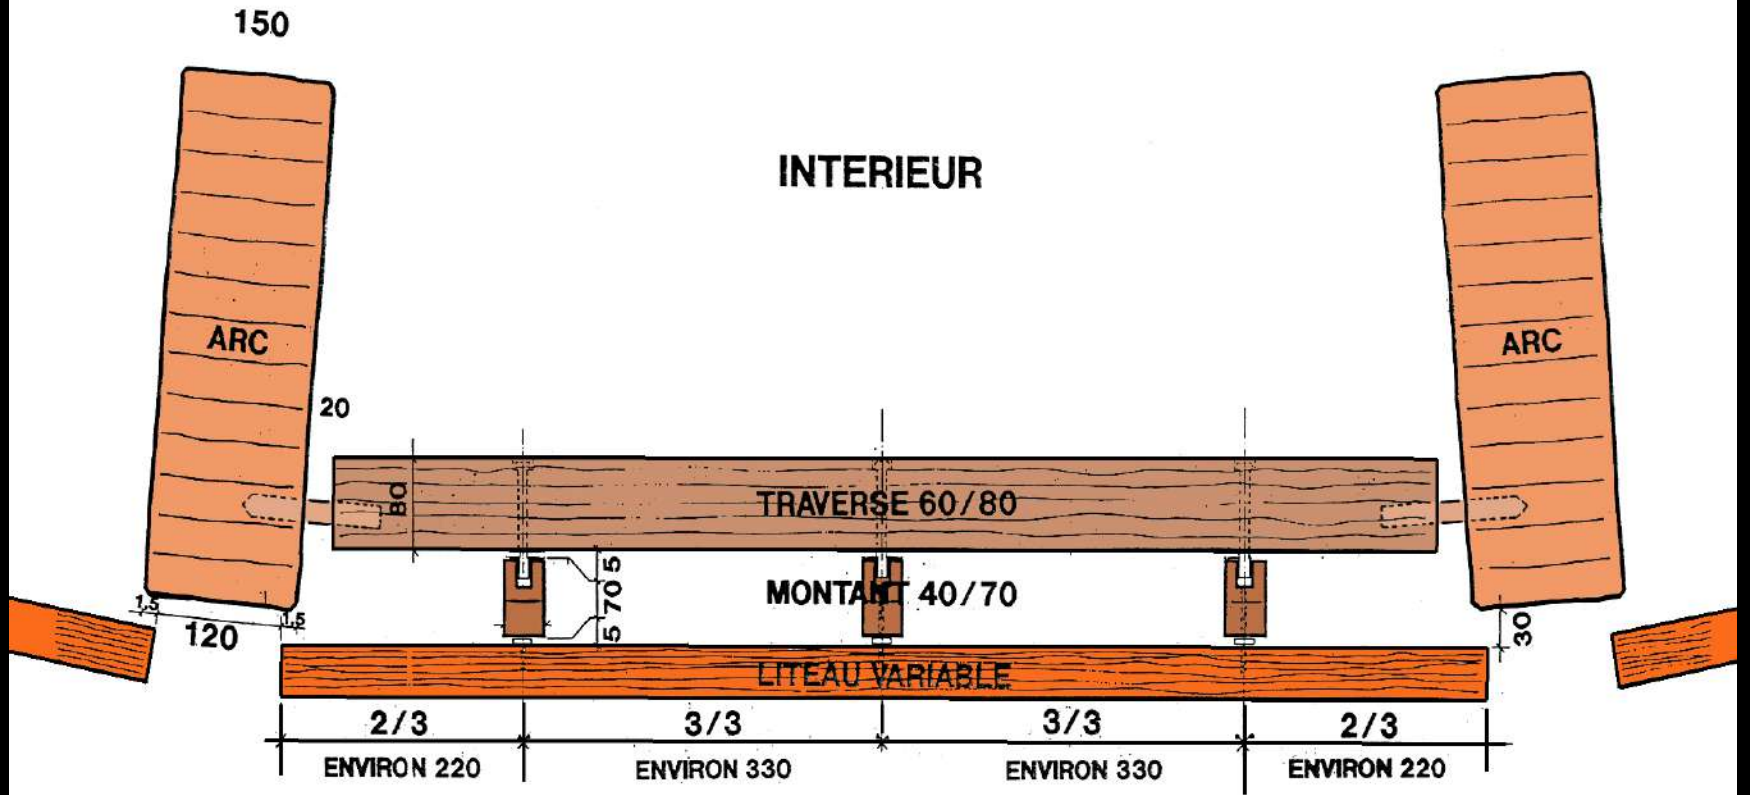 150
INTERIEUR
ARC
ARC
20
80
TRAVERSE 60/80
5
70
5
MONTANT 40/70
1,5
120
1,5
30
LITEAU VARIABLE
2/3
3/3
3/3
2/3
ENVIRON 220
ENVIRON 330
ENVIRON 330
ENVIRON 220